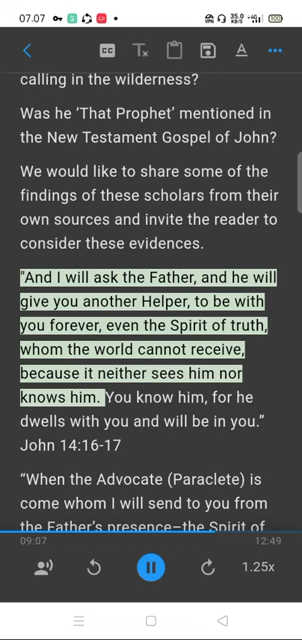 07.07
35.0
KB/S
calling in the wilderness?
Was he ‘That Prophet’ mentioned in
the New Testament Gospel of John?
We would like to share some of the
findings of these scholars from their
own sources and invite the reader to
consider these evidences.
"And I will ask the Father, and he will
give you another Helper, to be with
you forever, even the Spirit of truth,
whom the world cannot receive,
because it neither sees him nor
knows him. You know him, for he
dwells with you and will be in you.”
John 14:16-17
“When the Advocate (Paraclete) is
come whom I will send to you from
the Father’s presence–the Spirit of
09:07
12:49
1.25x